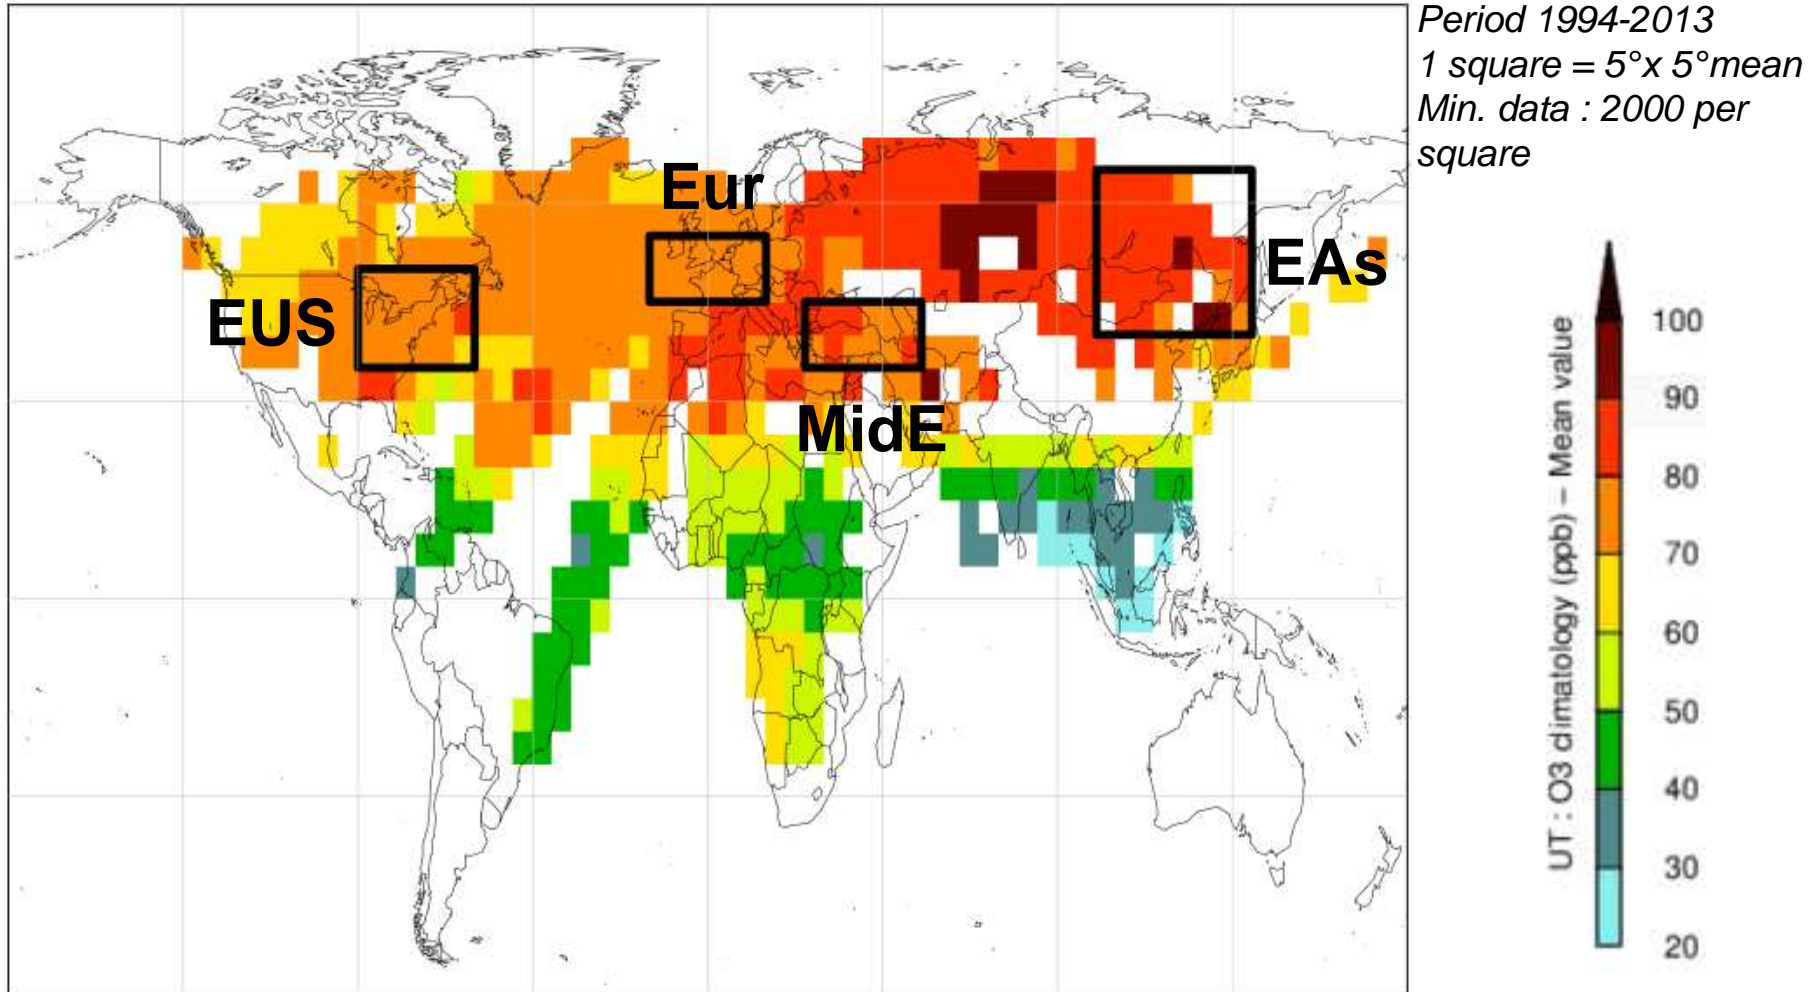 Period 1994-2013
1 square = 5°x 5°mean
Min. data : 2000 per
square
Eur
EAs
EUS
MidE
UT : O3 climatology (ppb) – Mean value
100
90
80
70
60
50
40
30
20